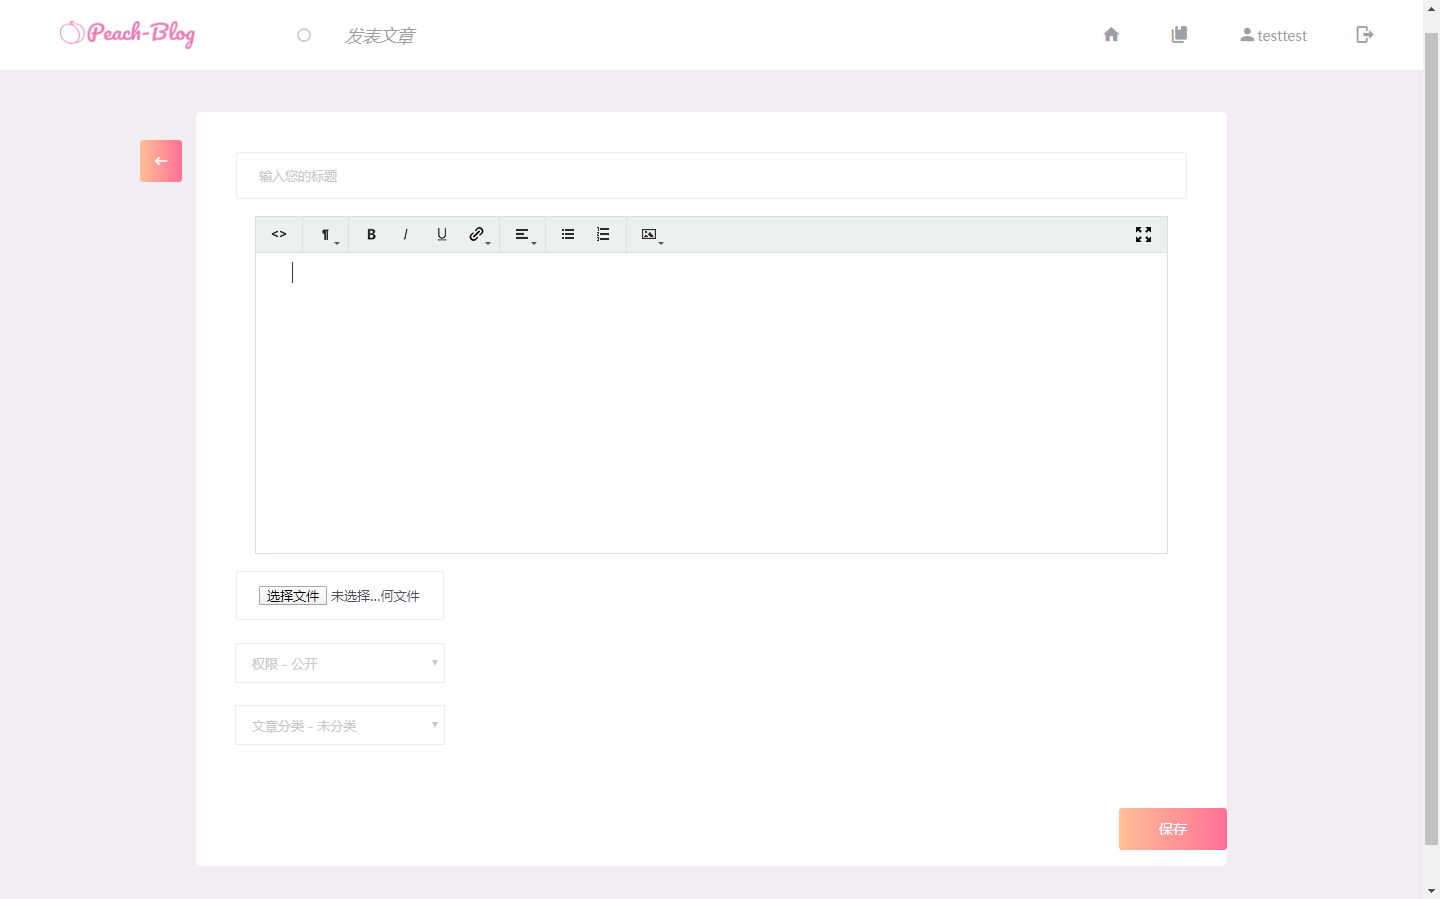 Peach-Blog
发表文章
testtest
输入您的标题
<> ¶ B I U
选择文件 未选择...何文件
权限 - 公开
文章分类 - 未分类
保存